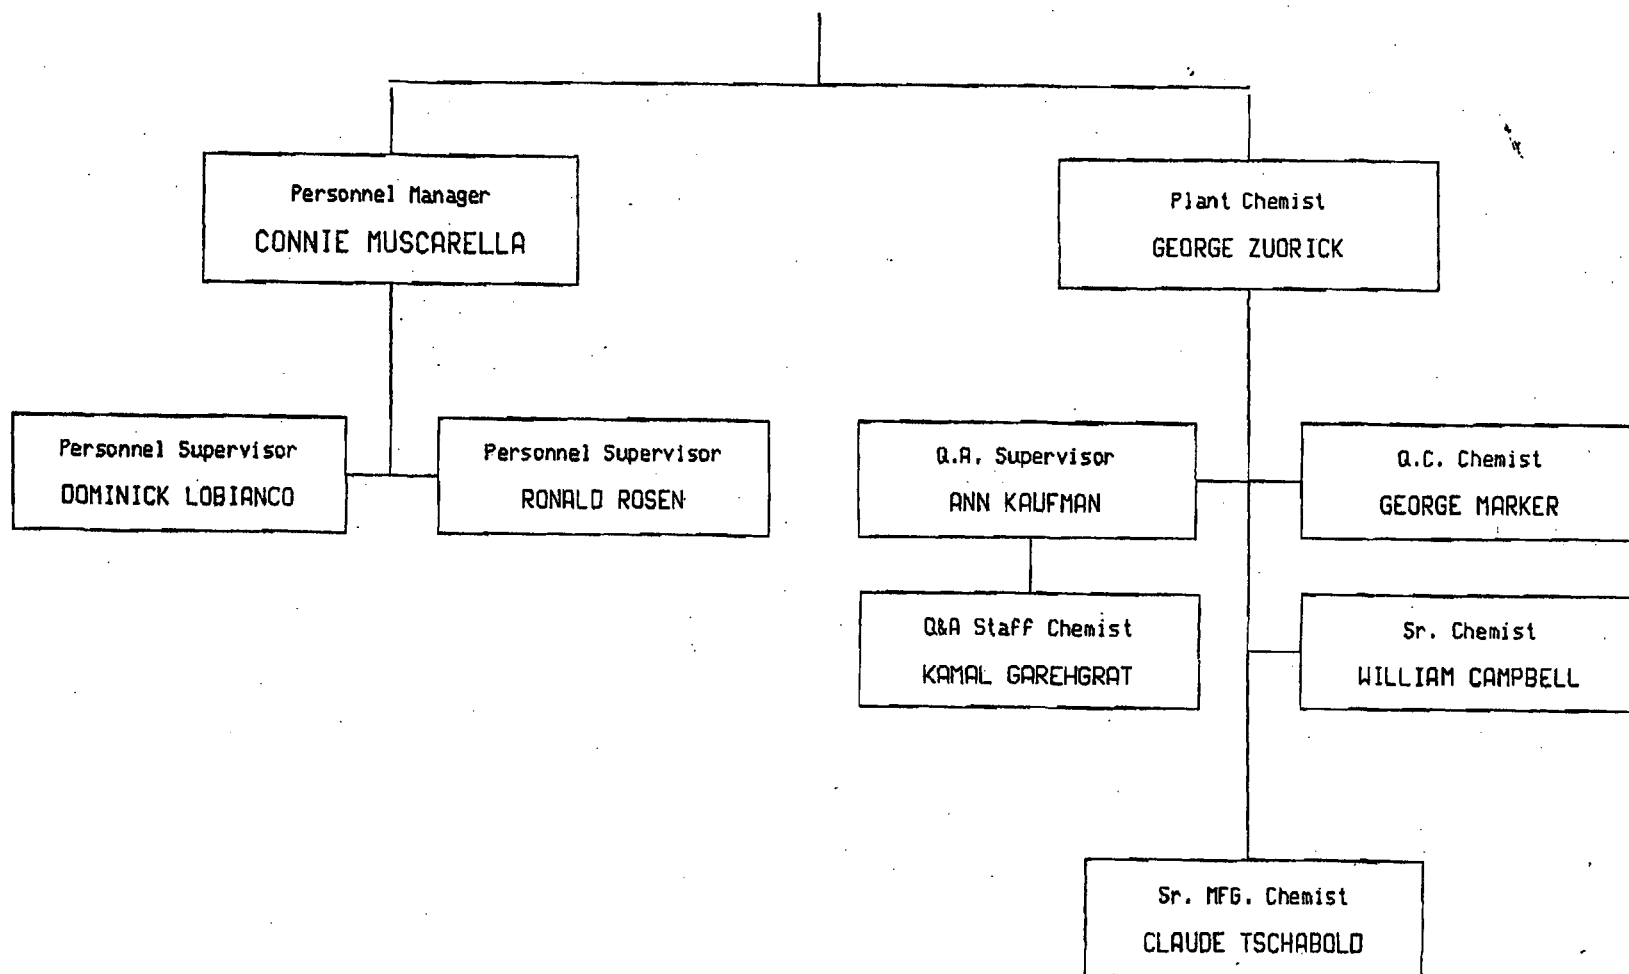 Personnel Manager
CONNIE MUSCARELLA
Plant Chemist
GEORGE ZUORICK
Personnel Supervisor
DOMINICK LOBIANCO
Personnel Supervisor
RONALD ROSEN
Q.A. Supervisor
ANN KAUFMAN
Q.C. Chemist
GEORGE MARKER
Q&A Staff Chemist
KAMAL GAREHGRAT
Sr. Chemist
WILLIAM CAMPBELL
Sr. MFG. Chemist
CLAUDE TSCHABOLD